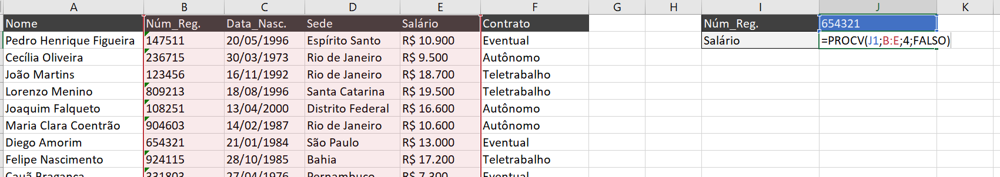 A B C D E F G H I J K
Nome Núm_Reg. Data_Nasc. Sede Salário Contrato Núm_Reg. 654321
Pedro Henrique Figueira 147511 20/05/1996 Espírito Santo R$ 10.900 Eventual Salário =PROCV(J1;B:E;4;FALSO)
Cecília Oliveira 236715 30/03/1973 Rio de Janeiro R$ 9.500 Autônomo
João Martins 123456 16/11/1992 Rio de Janeiro R$ 18.700 Teletrabalho
Lorenzo Menino 809213 18/08/1996 Santa Catarina R$ 19.500 Teletrabalho
Joaquim Falqueto 108251 13/04/2000 Distrito Federal R$ 16.600 Autônomo
Maria Clara Coentrão 904603 14/02/1987 Rio de Janeiro R$ 10.600 Autônomo
Diego Amorim 654321 21/01/1984 São Paulo R$ 13.000 Eventual
Felipe Nascimento 924115 28/10/1985 Bahia R$ 17.200 Teletrabalho
Cauã Bragança 331803 27/04/1976 Pernambuco R$ 7.300 Eventual